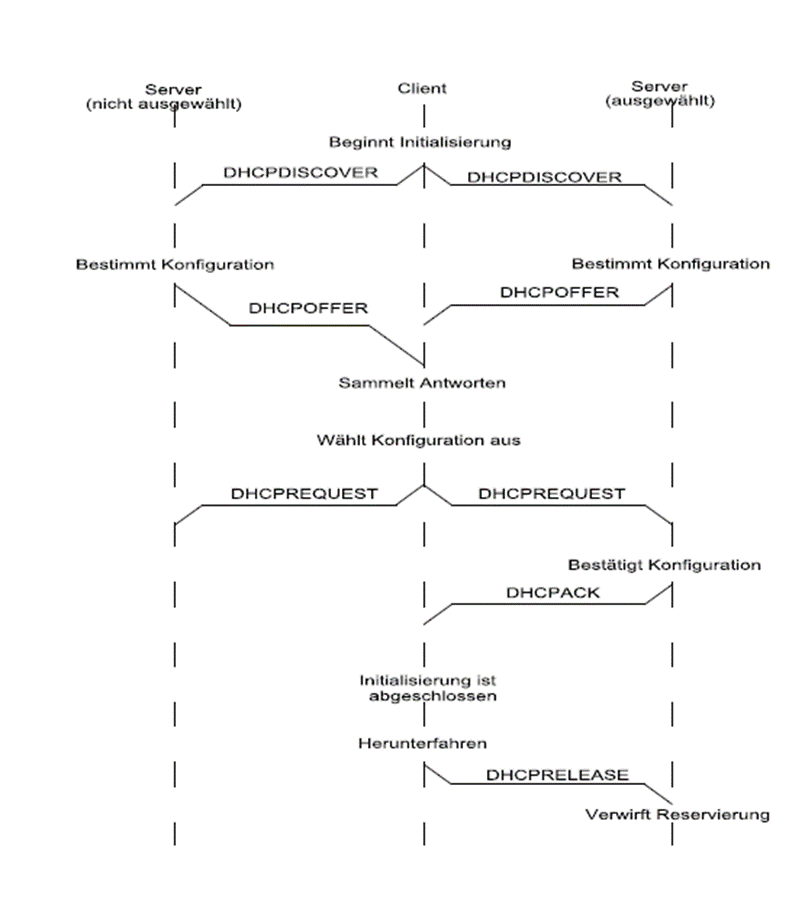 Server
(nicht ausgewählt)
Client
Server
(ausgewählt)
Beginnt Initialisierung
DHCPDISCOVER
DHCPDISCOVER
Bestimmt Konfiguration
Bestimmt Konfiguration
DHCPOFFER
DHCPOFFER
Sammelt Antworten
Wählt Konfiguration aus
DHCPREQUEST
DHCPREQUEST
Bestätigt Konfiguration
DHCPACK
Initialisierung ist
abgeschlossen
Herunterfahren
DHCPRELEASE
Verwirft Reservierung